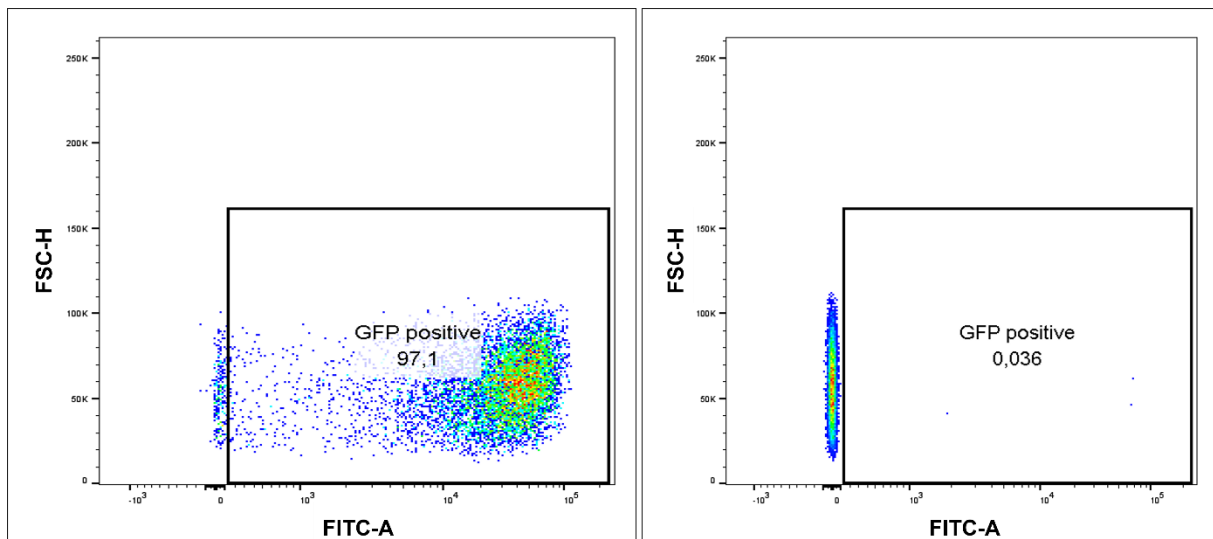 250K
200K
150K
100K
50K
0
FSC-H
GFP positive
97,1
-10³ 0 10³ 10⁴ 10⁵
FITC-A
250K
200K
150K
100K
50K
0
FSC-H
GFP positive
0,036
-10³ 0 10³ 10⁴ 10⁵
FITC-A